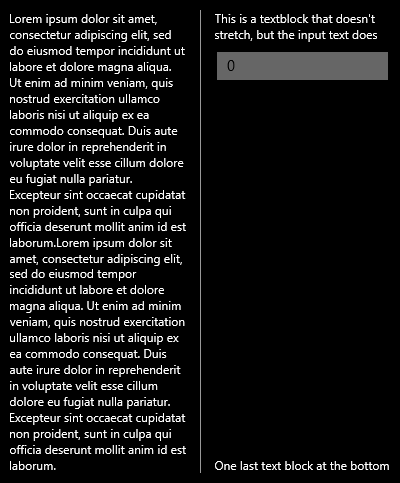 Lorem ipsum dolor sit amet,
consectetur adipiscing elit, sed
do eiusmod tempor incididunt ut
labore et dolore magna aliqua.
Ut enim ad minim veniam, quis
nostrud exercitation ullamco
laboris nisi ut aliquip ex ea
commodo consequat. Duis aute
irure dolor in reprehenderit in
voluptate velit esse cillum dolore
eu fugiat nulla pariatur.
Excepteur sint occaecat cupidatat
non proident, sunt in culpa qui
officia deserunt mollit anim id est
laborum.Lorem ipsum dolor sit
amet, consectetur adipiscing elit,
sed do eiusmod tempor
incididunt ut labore et dolore
magna aliqua. Ut enim ad minim
veniam, quis nostrud exercitation
ullamco laboris nisi ut aliquip ex
ea commodo consequat. Duis
aute irure dolor in reprehenderit
in voluptate velit esse cillum
dolore eu fugiat nulla pariatur.
Excepteur sint occaecat cupidatat
non proident, sunt in culpa qui
officia deserunt mollit anim id est
laborum.
This is a textblock that doesn't
stretch, but the input text does
0
One last text block at the bottom